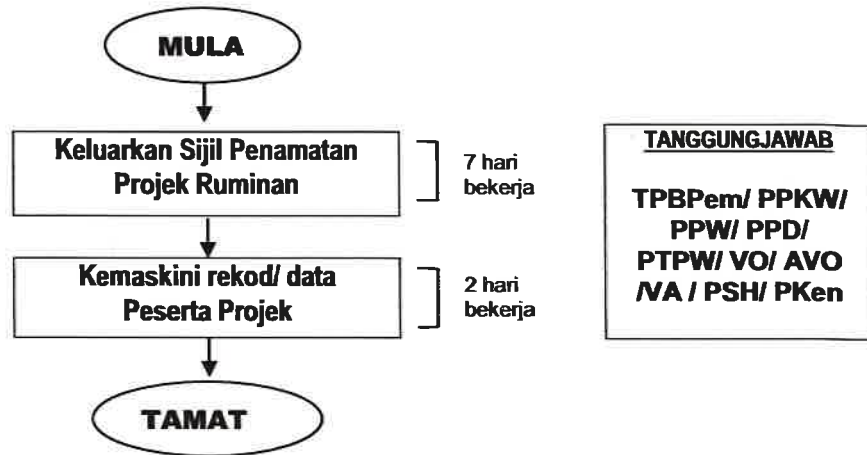 MULA
Keluarkan Sijil Penamatan
Projek Ruminan
7 hari
bekerja
Kemaskini rekod/ data
Peserta Projek
2 hari
bekerja
TAMAT
TANGGUNGJAWAB
TPBPem/ PPKW/
PPW/ PPD/
PTPW/ VO/ AVO
/VA / PSH/ PKen